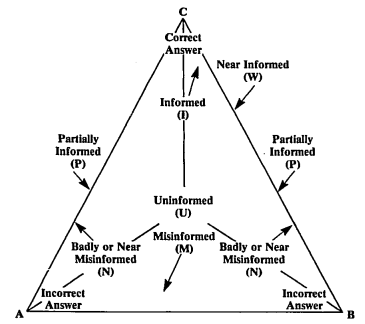 C
Correct
Answer
Near Informed
(W)
Informed
(I)
Partially
Informed
(P)
Partially
Informed
(P)
Uninformed
(U)
Misinformed
(M)
Badly or Near
Misinformed
(N)
Badly or Near
Misinformed
(N)
Incorrect
Answer
Incorrect
Answer
A
B